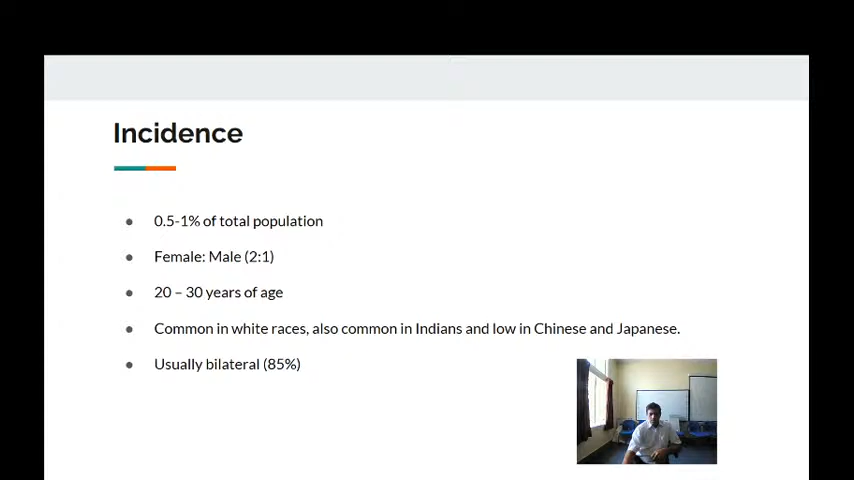 Incidence
● 0.5-1% of total population
● Female: Male (2:1)
● 20 – 30 years of age
● Common in white races, also common in Indians and low in Chinese and Japanese.
● Usually bilateral (85%)